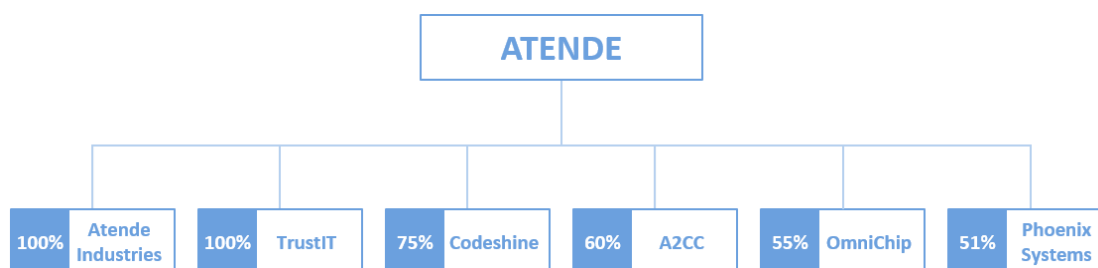 ATENDE
100% Atende Industries
100% TrustIT
75% Codeshine
60% A2CC
55% OmniChip
51% Phoenix Systems